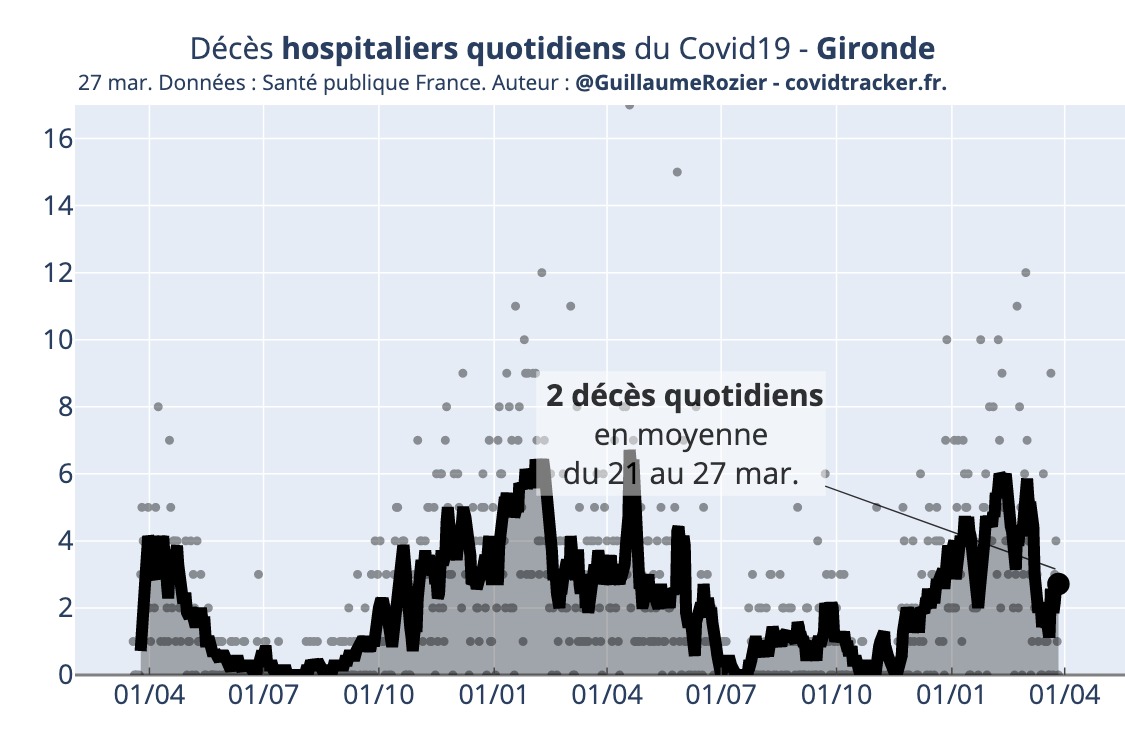 Décès hospitaliers quotidiens du Covid19 - Gironde
27 mar. Données : Santé publique France. Auteur : @GuillaumeRozier - covidtracker.fr.
16
14
12
10
8
6
4
2
0
2 décès quotidiens
en moyenne
du 21 au 27 mar.
01/04 01/07 01/10 01/01 01/04 01/07 01/10 01/01 01/04